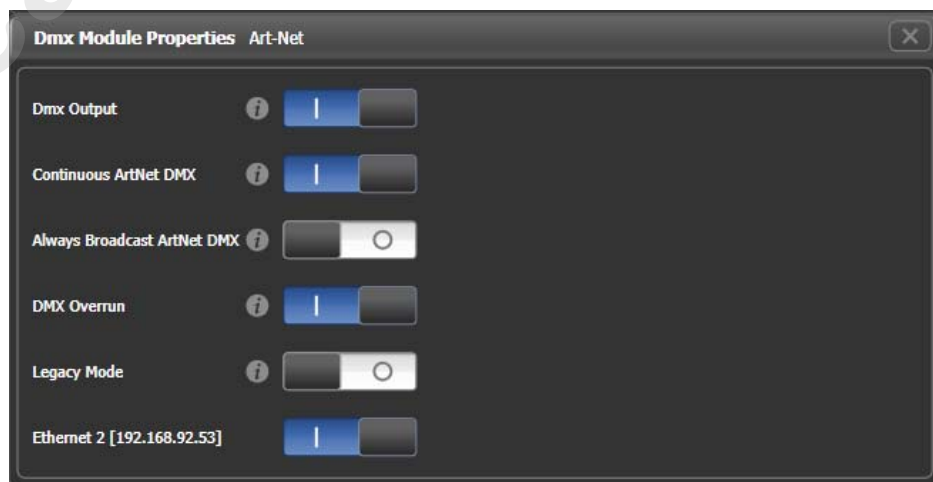 Dmx Module Properties Art-Net
Dmx Output
Continuous ArtNet DMX
Always Broadcast ArtNet DMX
DMX Overrun
Legacy Mode
Ethernet 2 [192.168.92.53]